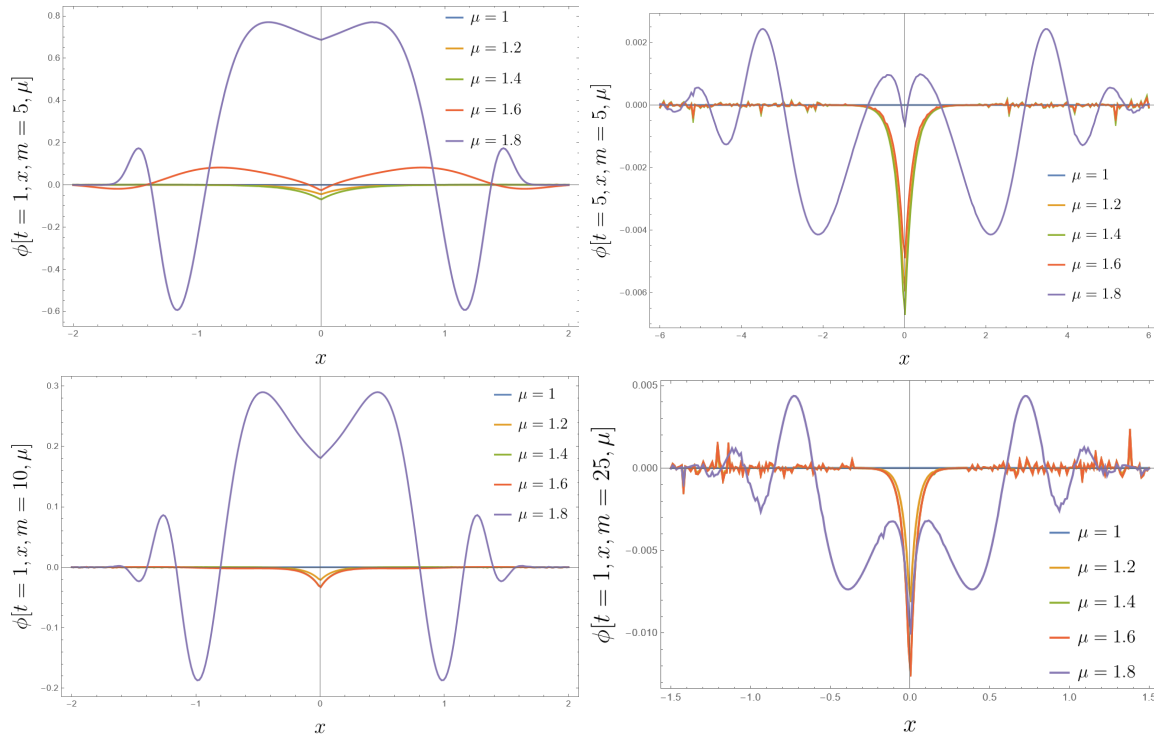 0.8
0.6
0.4
0.2
0.0
−0.2
−0.4
−0.6
−2
−1
0
1
2
x
ϕ[t = 1, x, m = 5, μ]
μ = 1
μ = 1.2
μ = 1.4
μ = 1.6
μ = 1.8
0.002
0.000
−0.002
−0.004
−0.006
−6
−4
−2
0
2
4
6
x
ϕ[t = 5, x, m = 5, μ]
μ = 1
μ = 1.2
μ = 1.4
μ = 1.6
μ = 1.8
0.3
0.2
0.1
0.0
−0.1
−0.2
−2
−1
0
1
2
x
ϕ[t = 1, x, m = 10, μ]
μ = 1
μ = 1.2
μ = 1.4
μ = 1.6
μ = 1.8
0.005
0.000
−0.005
−0.010
−1.5
−1.0
−0.5
0.0
0.5
1.0
1.5
x
ϕ[t = 1, x, m = 25, μ]
μ = 1
μ = 1.2
μ = 1.4
μ = 1.6
μ = 1.8